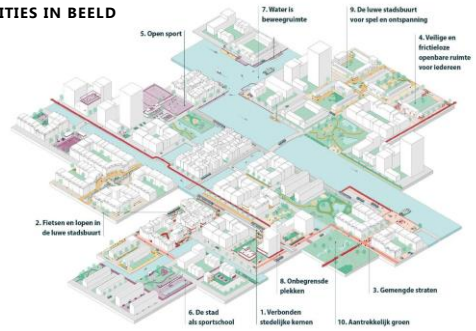 ITIES IN BEELD
7. Water is
beweegruimte
9. De luwe stadsbuurt
voor spel en ontspanning
5. Open sport
4. Veilige en
frictieloze
openbare ruimte
voor iedereen
2. Fietsen en lopen in
de luwe stadsbuurt
8. Onbegrensde
plekken
3. Gemengde straten
6. De stad
als sportschool
1. Verbonden
stedelijke kernen
10. Aantrekkelijk groen